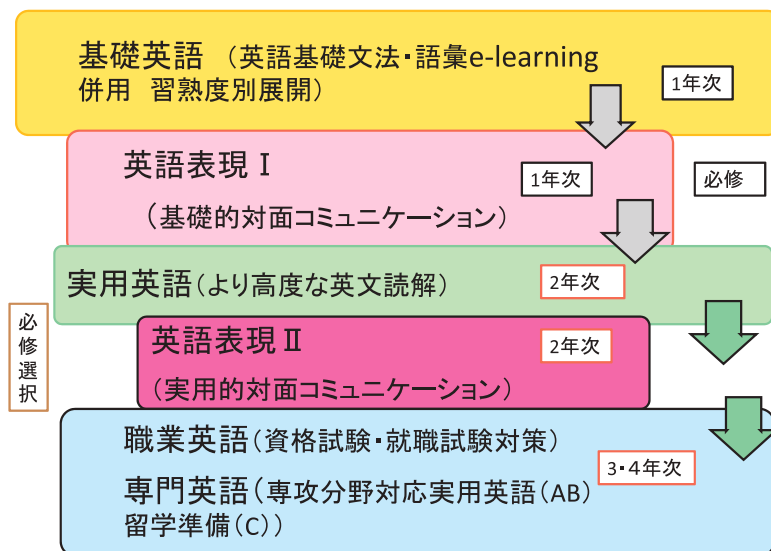 基礎英語 （英語基礎文法・語彙e-learning
併用 習熟度別展開）
1年次
英語表現Ⅰ
1年次
必修
（基礎的対面コミュニケーション）
実用英語（より高度な英文読解）
2年次
必修選択
英語表現Ⅱ
2年次
（実用的対面コミュニケーション）
職業英語（資格試験・就職試験対策）
3・４年次
専門英語（専攻分野対応実用英語（AB）
留学準備（C））